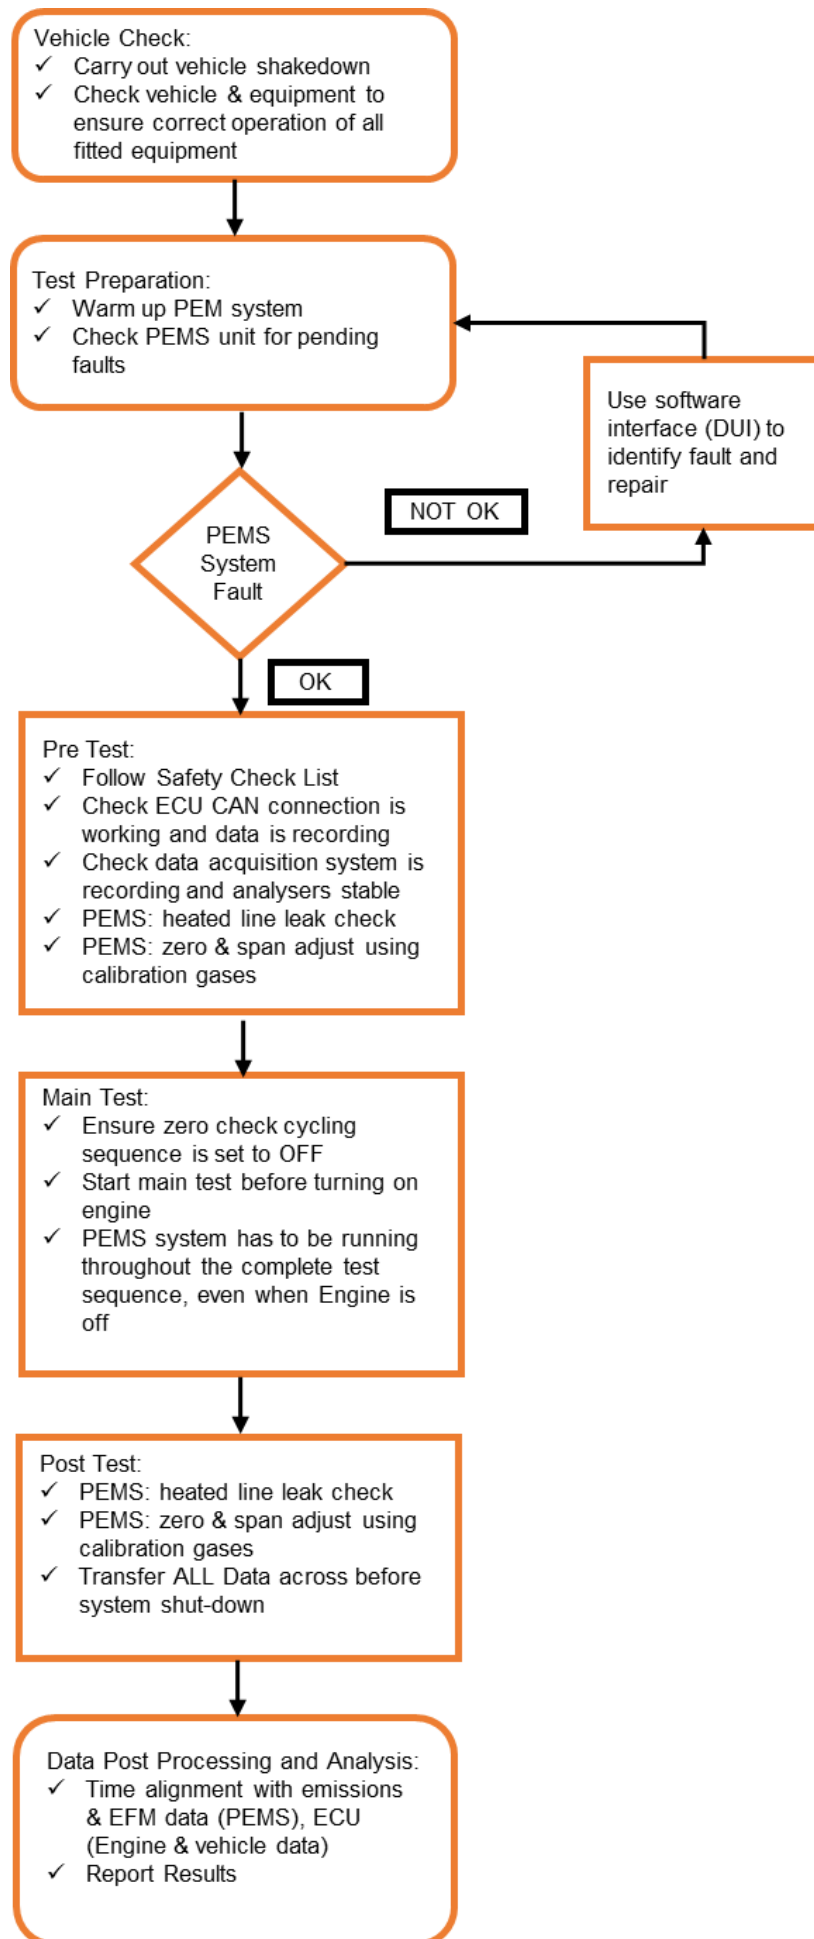 Vehicle Check:
✓ Carry out vehicle shakedown
✓ Check vehicle & equipment to
ensure correct operation of all
fitted equipment
Test Preparation:
✓ Warm up PEM system
✓ Check PEMS unit for pending
faults
Use software
interface (DUI) to
identify fault and
repair
NOT OK
PEMS
System
Fault
OK
Pre Test:
✓ Follow Safety Check List
✓ Check ECU CAN connection is
working and data is recording
✓ Check data acquisition system is
recording and analysers stable
✓ PEMS: heated line leak check
✓ PEMS: zero & span adjust using
calibration gases
Main Test:
✓ Ensure zero check cycling
sequence is set to OFF
✓ Start main test before turning on
engine
✓ PEMS system has to be running
throughout the complete test
sequence, even when Engine is
off
Post Test:
✓ PEMS: heated line leak check
✓ PEMS: zero & span adjust using
calibration gases
✓ Transfer ALL Data across before
system shut-down
Data Post Processing and Analysis:
✓ Time alignment with emissions
& EFM data (PEMS), ECU
(Engine & vehicle data)
✓ Report Results